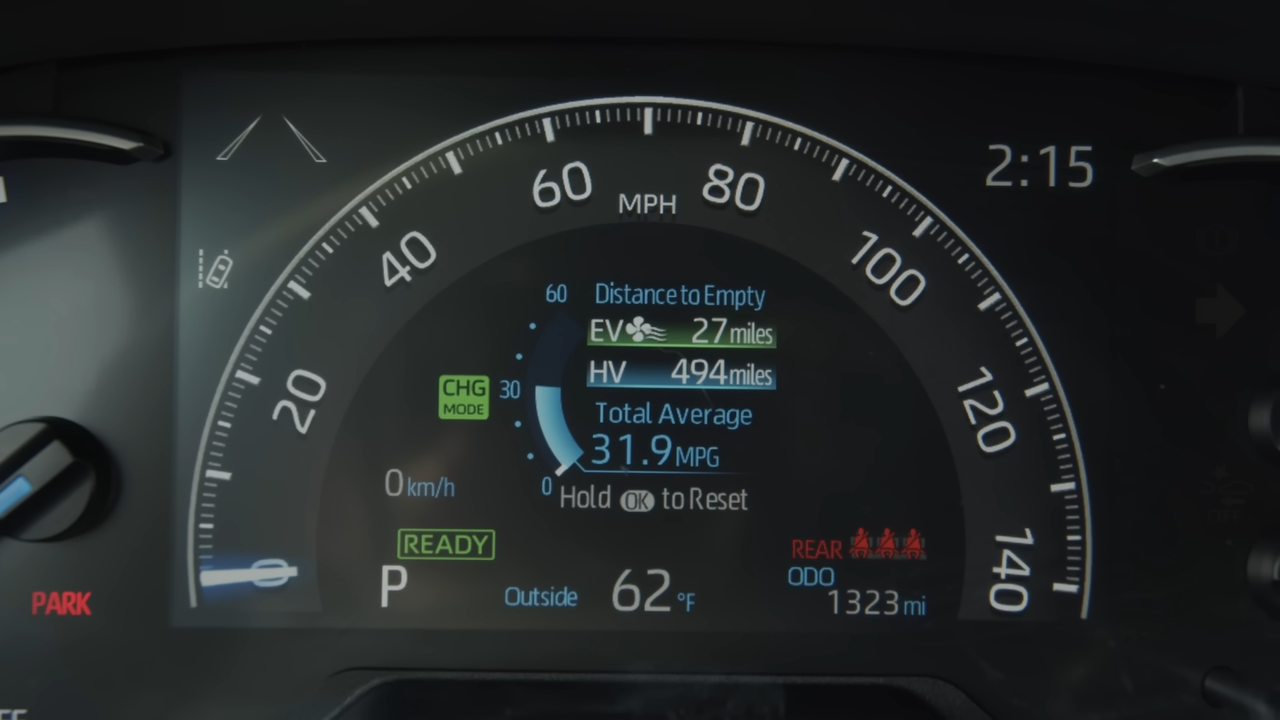 2:15
60
MPH
80
40
100
20
120
0
140
60
Distance to Empty
EV 27 miles
HV 494 miles
CHG
MODE
30
Total Average
31.9 MPG
0 km/h
0
Hold OK to Reset
READY
REAR
P
Outside 62 °F
ODO
1323 mi
PARK